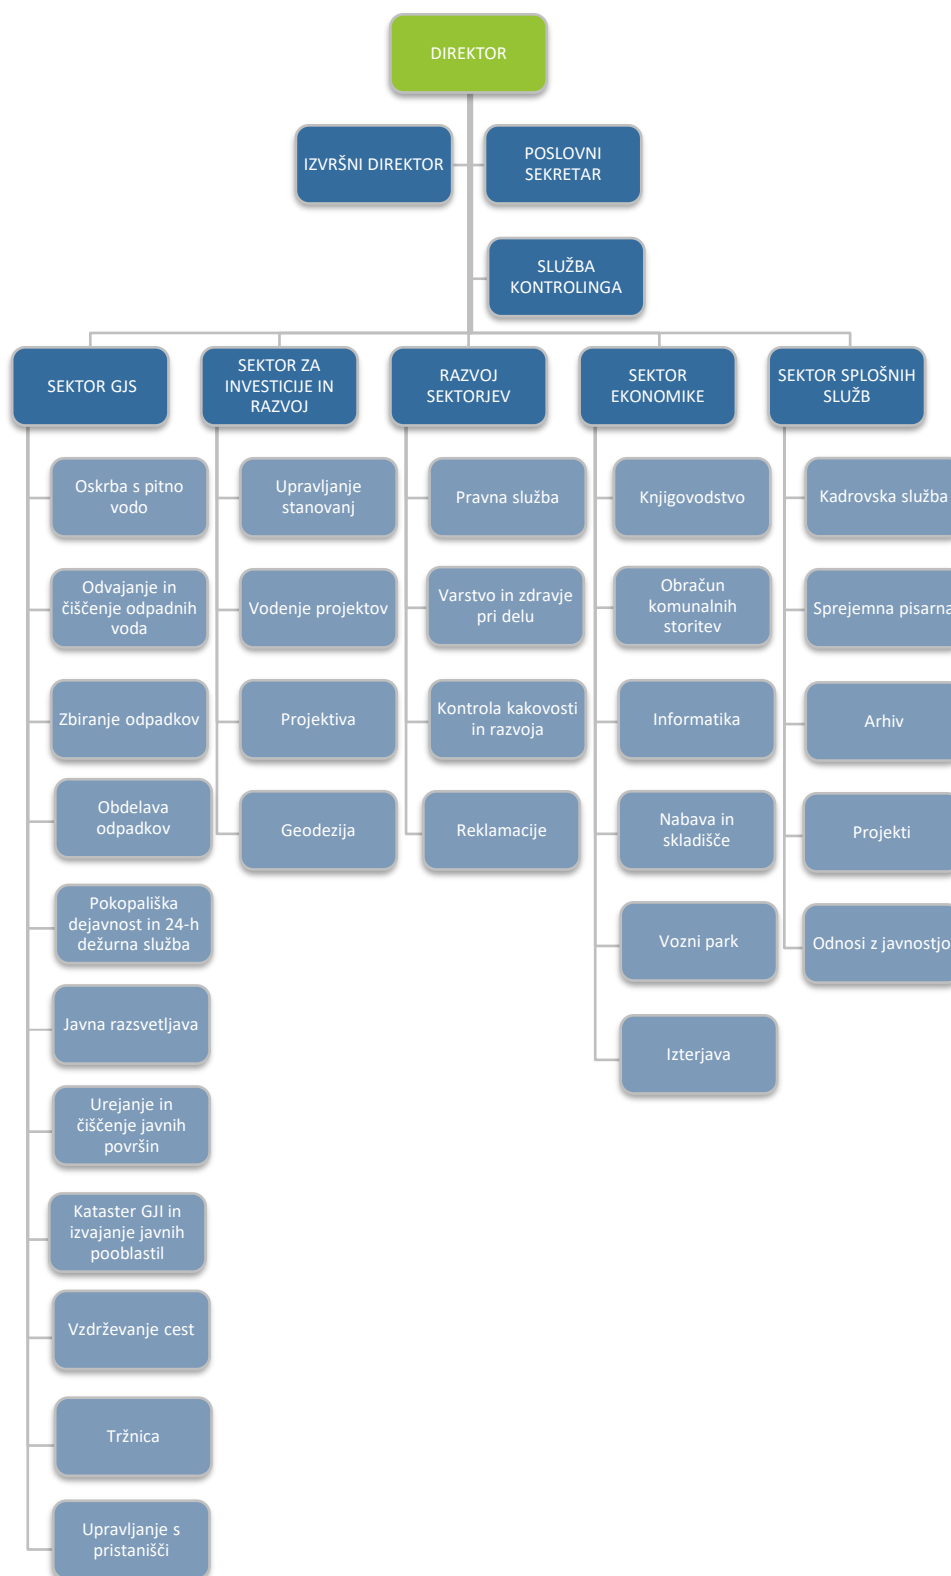 DIREKTOR
IZVRŠNI DIREKTOR
POSLOVNI
SEKRETAR
SLUŽBA
KONTROLINGA
SEKTOR GJS
SEKTOR ZA
INVESTICIJE IN
RAZVOJ
RAZVOJ
SEKTORJEV
SEKTOR
EKONOMIKE
SEKTOR SPLOŠNIH
SLUŽB
Oskrba s pitno
vodo
Odvajanje in
čiščenje odpadnih
voda
Zbiranje odpadkov
Obdelava
odpadkov
Pokopališka
dejavnost in 24-h
dežurna služba
Javna razsvetljava
Urejanje in
čiščenje javnih
površin
Kataster GJI in
izvajanje javnih
pooblastil
Vzdrževanje cest
Tržnica
Upravljanje s
pristanišči
Upravljanje
stanovanj
Vodenje projektov
Projektiva
Geodezija
Pravna služba
Varstvo in zdravje
pri delu
Kontrola kakovosti
in razvoja
Reklamacije
Knjigovodstvo
Obračun
komunalnih
storitev
Informatika
Nabava in
skladišče
Vozni park
Izterjava
Kadrovska služba
Sprejemna pisarna
Arhiv
Projekti
Odnosi z javnostjo